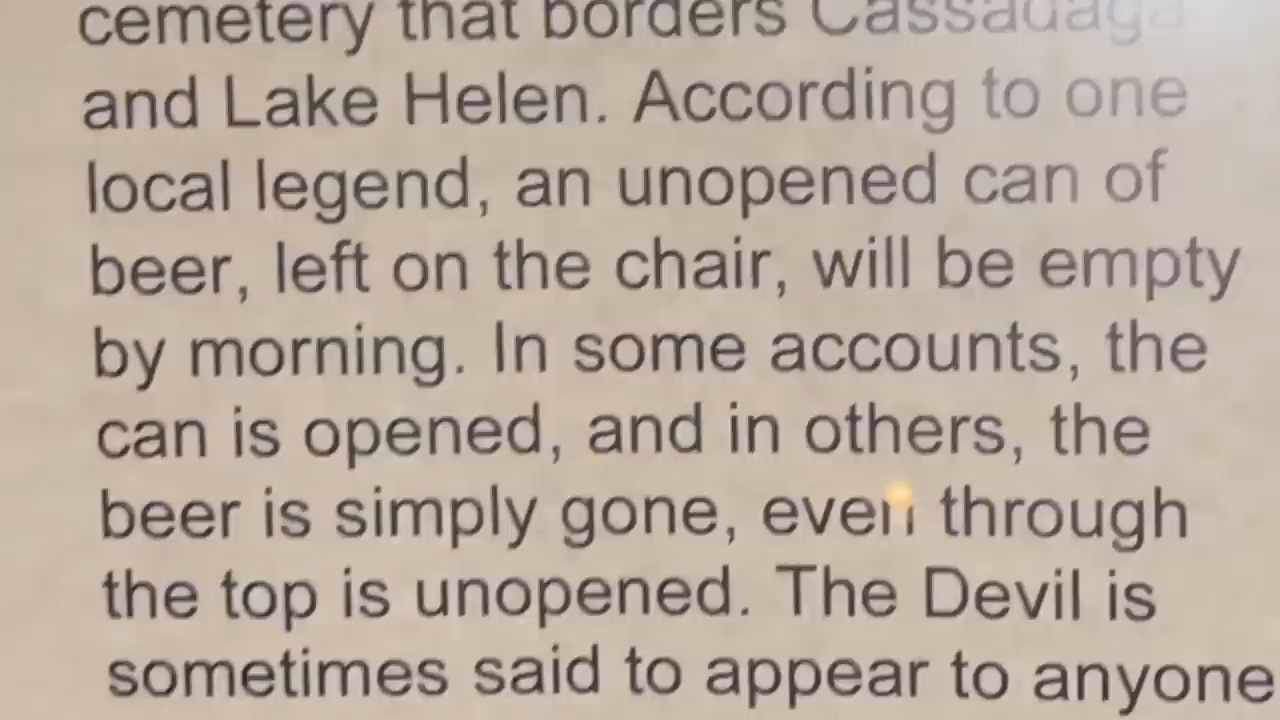 cemetery that borders Cassadaga
and Lake Helen. According to one
local legend, an unopened can of
beer, left on the chair, will be empty
by morning. In some accounts, the
can is opened, and in others, the
beer is simply gone, even through
the top is unopened. The Devil is
sometimes said to appear to anyone